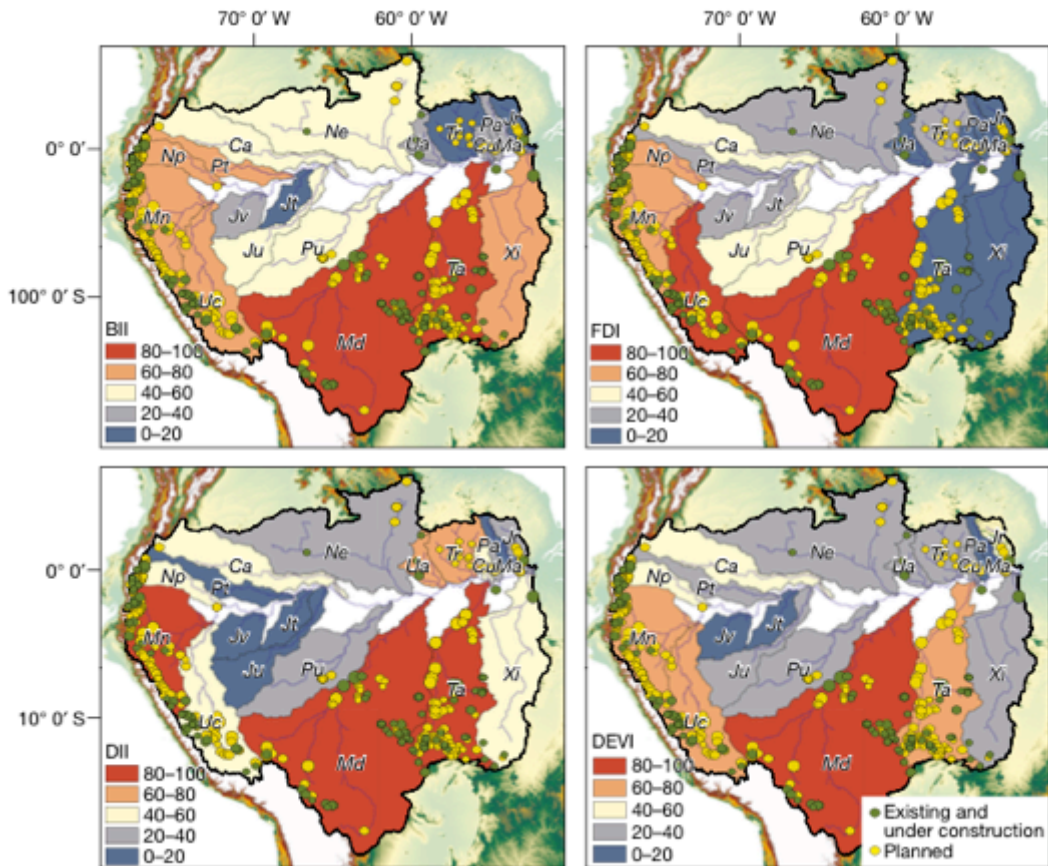 70° 0′ W
60° 0′ W
70° 0′ W
60° 0′ W
0° 0′
100° 0′ S
Ne
Tr
Pa
Ca
Ua
Cu
Ma
Np
Pt
Mn
Jv
Jt
Ju
Pu
Ta
Xi
Uc
Md
BII
80–100
60–80
40–60
20–40
0–20
Ne
Tr
Pa
Ca
Ua
Cu
Ma
Np
Pt
Mn
Jv
Jt
Ju
Pu
Ta
Xi
Uc
Md
FDI
80–100
60–80
40–60
20–40
0–20
0° 0′
10° 0′ S
Ne
Tr
Pa
Ca
Ua
Cu
Ma
Np
Pt
Mn
Jv
Jt
Ju
Pu
Ta
Xi
Uc
Md
DII
80–100
60–80
40–60
20–40
0–20
Ne
Tr
Pa
Ca
Ua
Cu
Ma
Np
Pt
Mn
Jv
Jt
Ju
Pu
Ta
Xi
Uc
Md
DEVI
80–100
60–80
40–60
20–40
0–20
Existing and
under construction
Planned